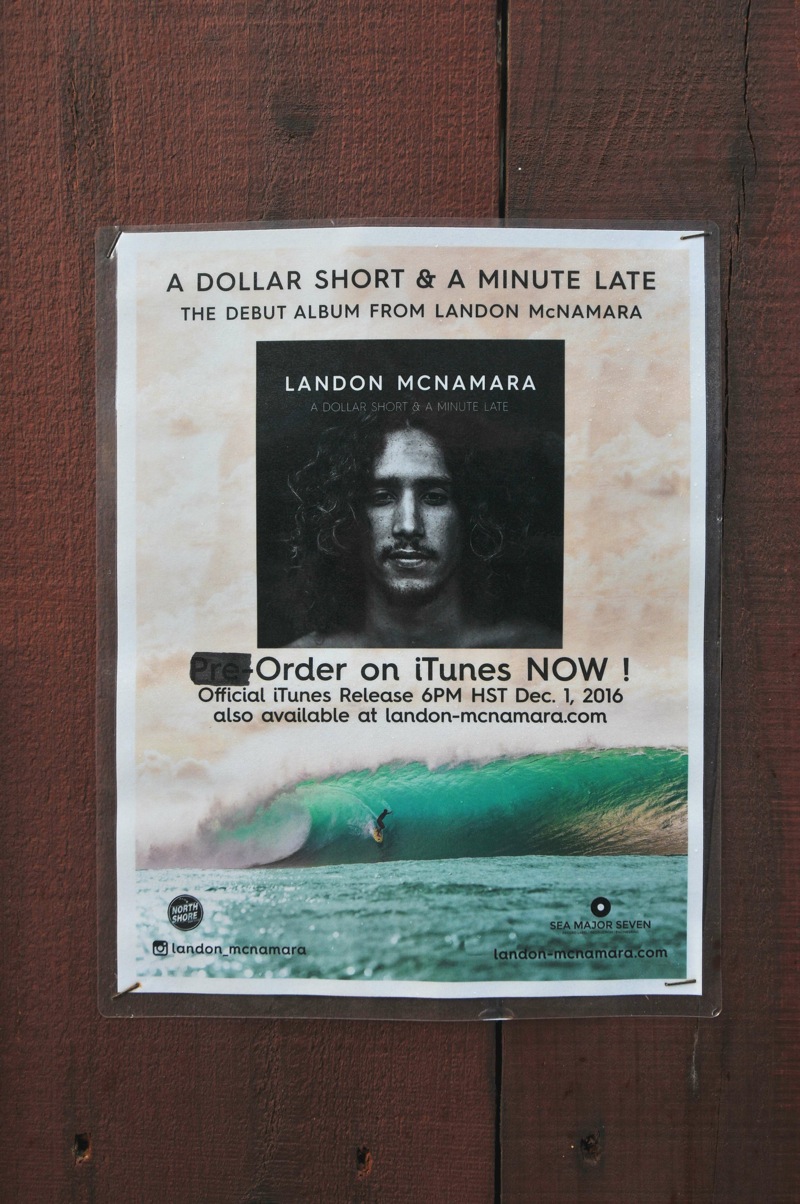 A DOLLAR SHORT & A MINUTE LATE
THE DEBUT ALBUM FROM LANDON McNAMARA
LANDON MCNAMARA
A DOLLAR SHORT & A MINUTE LATE
Pre-Order on iTunes NOW !
Official iTunes Release 6PM HST Dec. 1, 2016
also available at landon-mcnamara.com
NORTH
SHORE
SEA MAJOR SEVEN
landon_mcnamara
landon-mcnamara.com